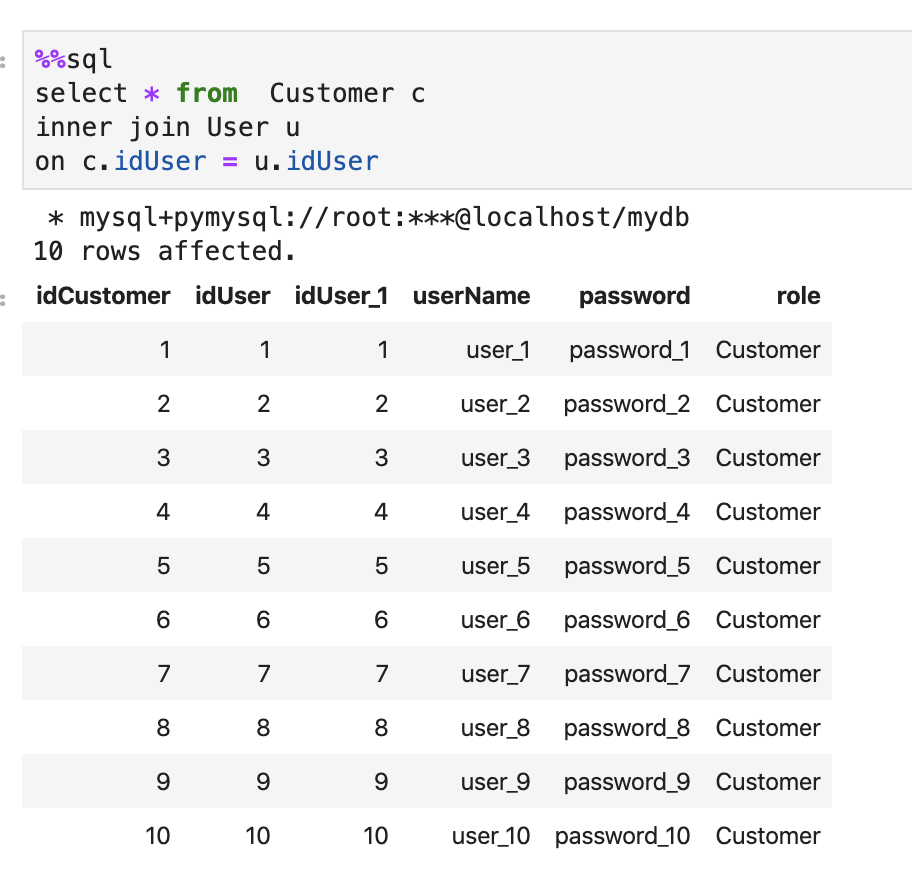 %%sql
select * from  Customer c
inner join User u
on c.idUser = u.idUser
* mysql+pymysql://root:***@localhost/mydb
10 rows affected.
idCustomer idUser idUser_1 userName password role
1 1 1 user_1 password_1 Customer
2 2 2 user_2 password_2 Customer
3 3 3 user_3 password_3 Customer
4 4 4 user_4 password_4 Customer
5 5 5 user_5 password_5 Customer
6 6 6 user_6 password_6 Customer
7 7 7 user_7 password_7 Customer
8 8 8 user_8 password_8 Customer
9 9 9 user_9 password_9 Customer
10 10 10 user_10 password_10 Customer